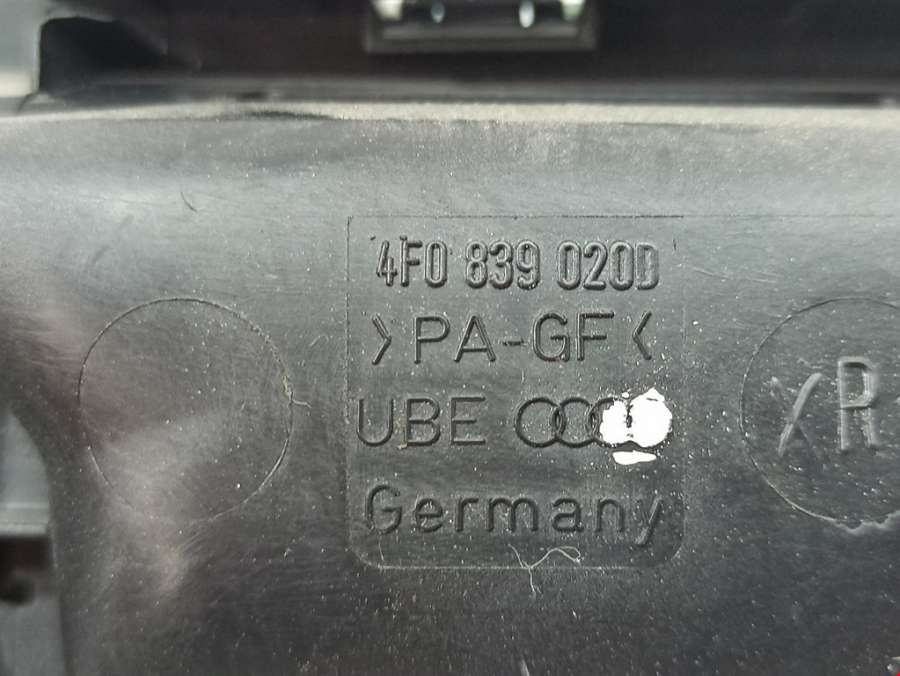 4F0 839 020D
>PA-GF<
UBE
Germany
R